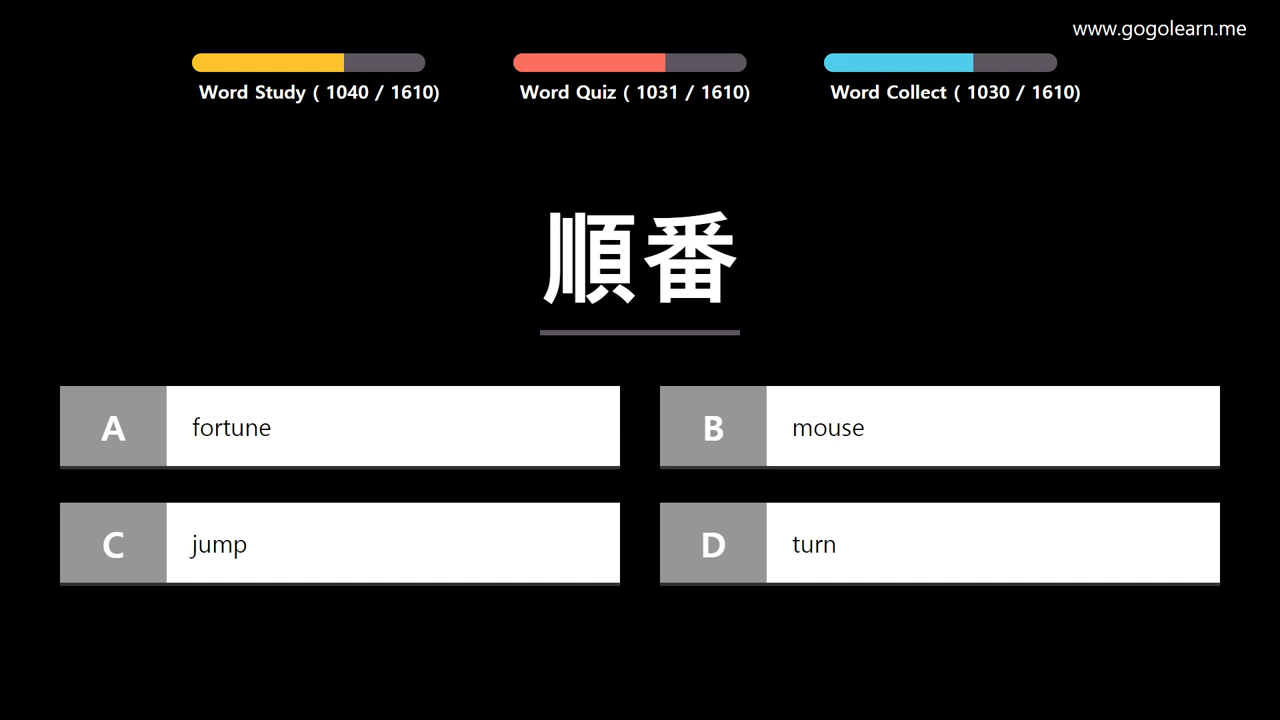 www.gogolearn.me
Word Study ( 1040 / 1610)
Word Quiz ( 1031 / 1610)
Word Collect ( 1030 / 1610)
順番
A fortune
B mouse
C jump
D turn